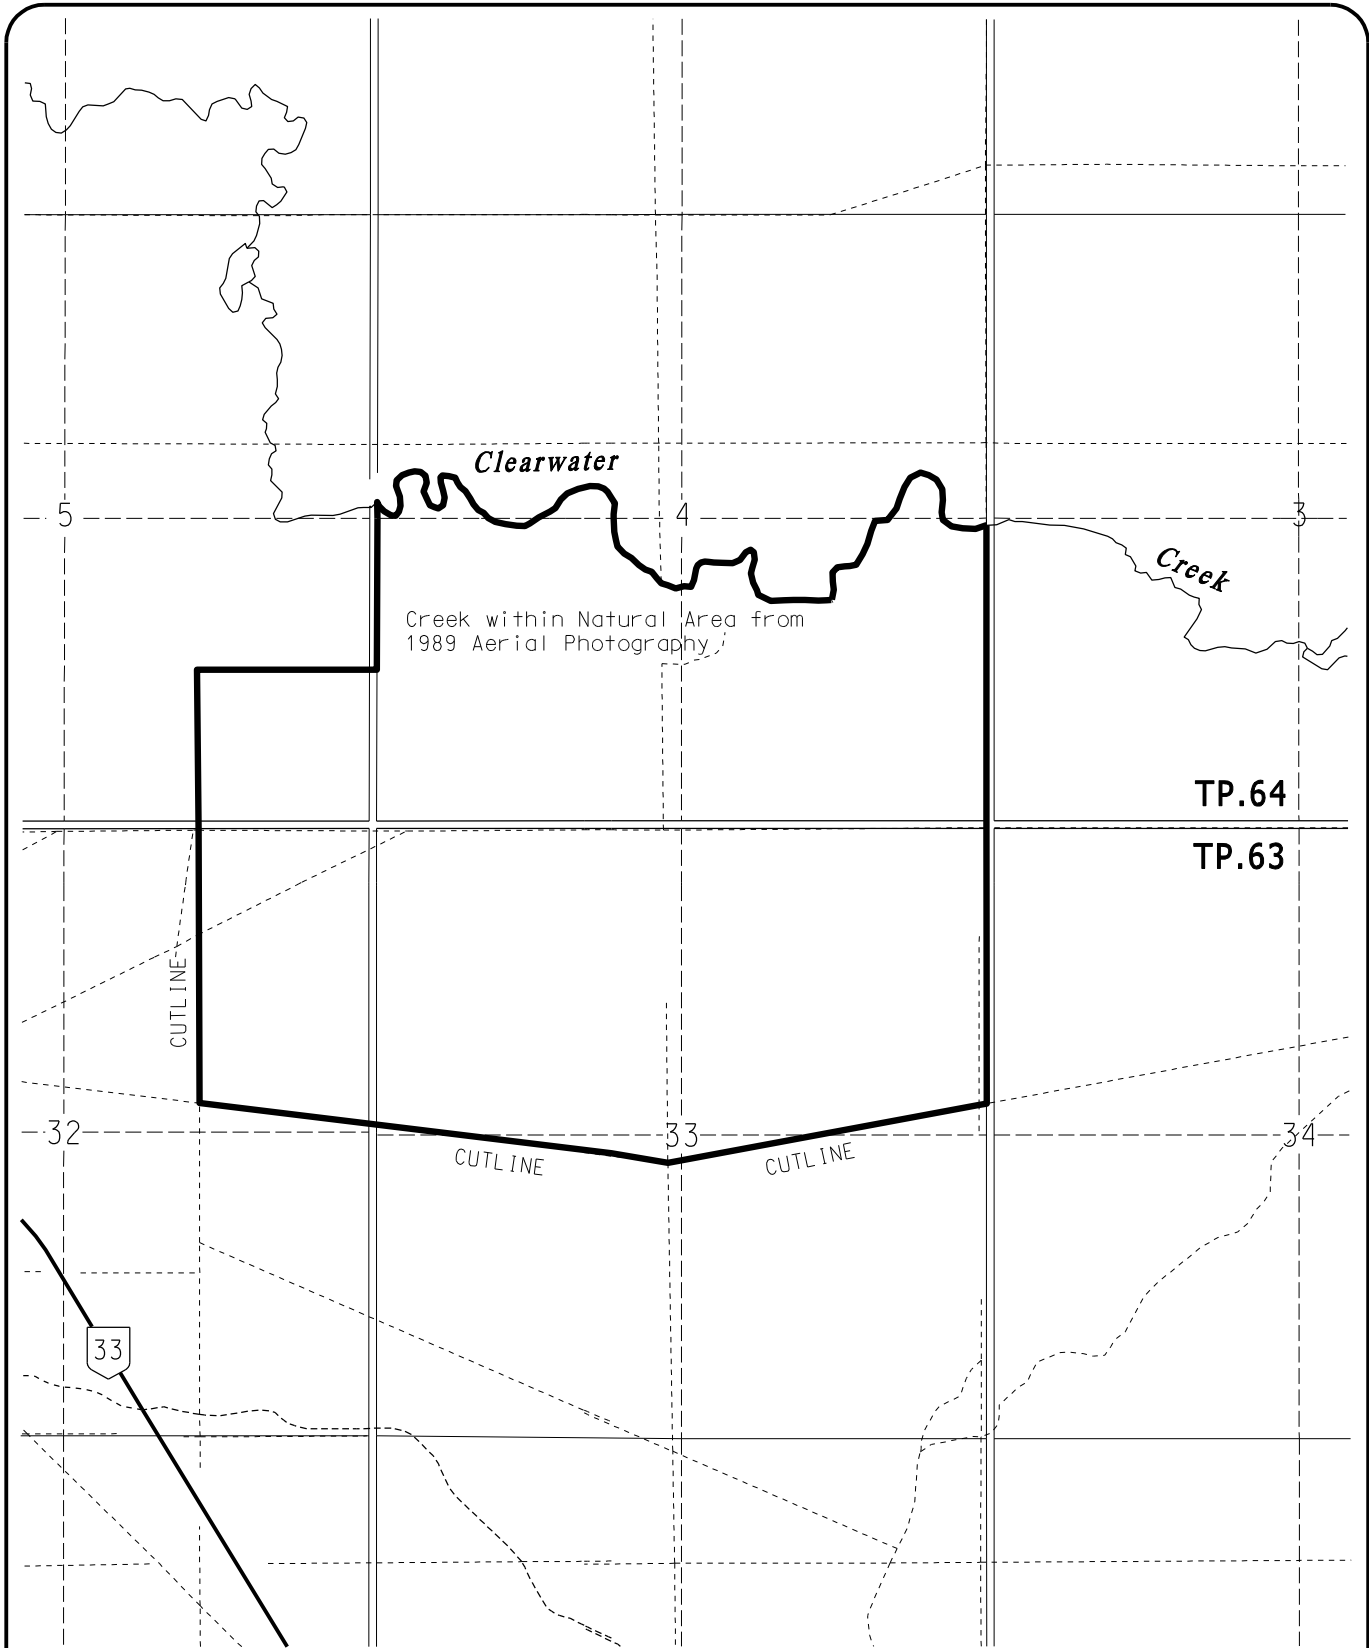 Clearwater
5
4
3
Creek
Creek within Natural Area from
1989 Aerial Photography
TP.64
TP.63
CUTLINE
32
33
34
CUTLINE
CUTLINE
33